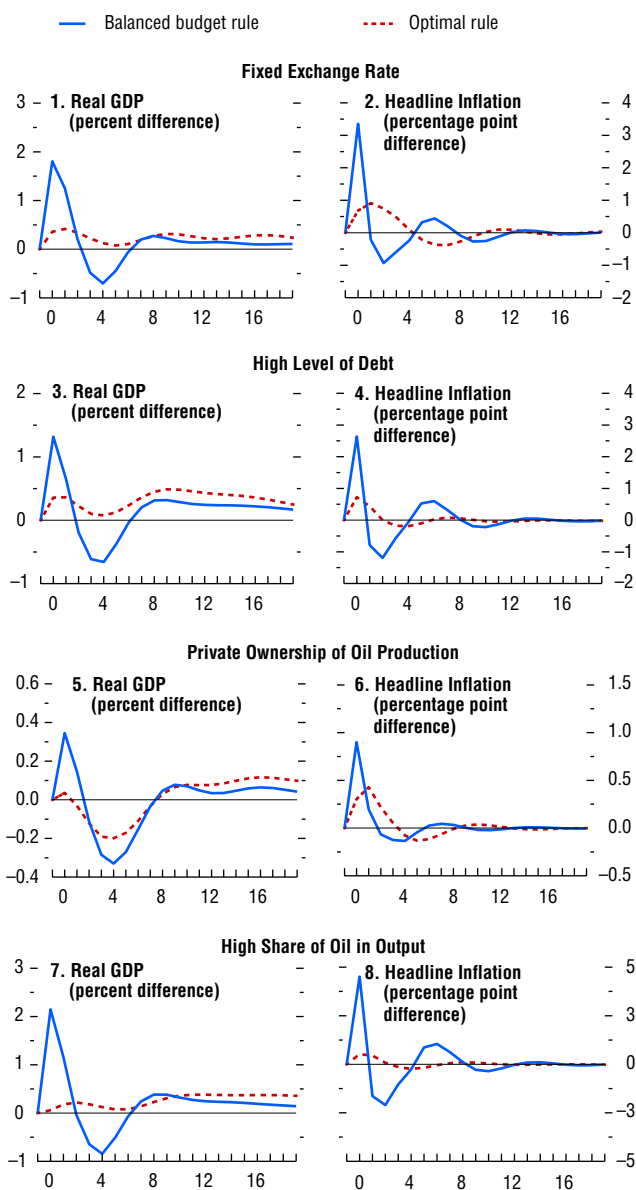 Balanced budget rule Optimal rule
Fixed Exchange Rate
1. Real GDP
(percent difference)
3
2
1
0
–1
0 4 8 12 16
2. Headline Inflation
(percentage point
difference)
4
3
2
1
0
–1
–2
0 4 8 12 16
High Level of Debt
3. Real GDP
(percent difference)
2
1
0
–1
0 4 8 12 16
4. Headline Inflation
(percentage point
difference)
4
3
2
1
0
–1
–2
0 4 8 12 16
Private Ownership of Oil Production
5. Real GDP
(percent difference)
0.6
0.4
0.2
0.0
–0.2
–0.4
0 4 8 12 16
6. Headline Inflation
(percentage point
difference)
1.5
1.0
0.5
0.0
–0.5
0 4 8 12 16
High Share of Oil in Output
7. Real GDP
(percent difference)
3
2
1
0
–1
0 4 8 12 16
8. Headline Inflation
(percentage point
difference)
5
3
0
–3
–5
0 4 8 12 16